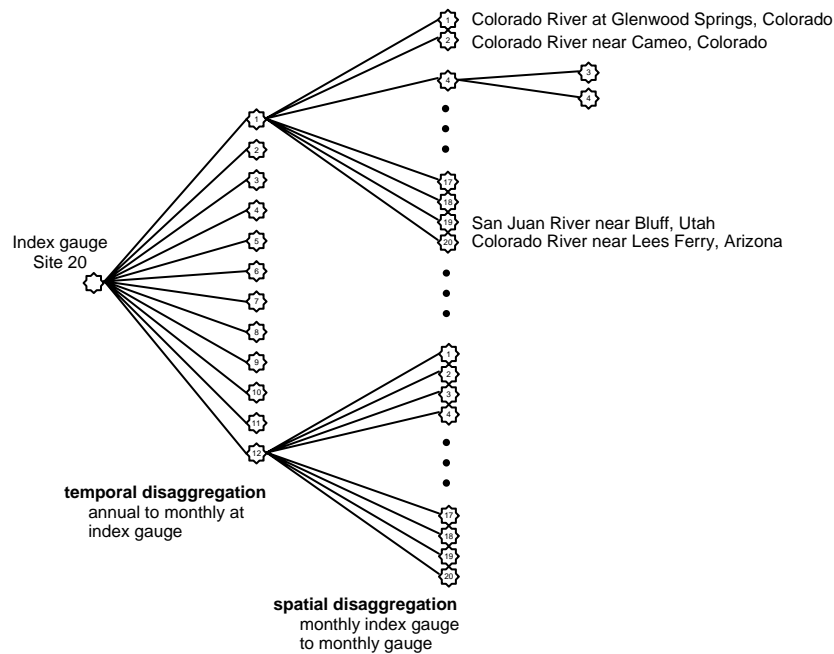 1 Colorado River at Glenwood Springs, Colorado
2 Colorado River near Cameo, Colorado
4
3
4
17
18
19 San Juan River near Bluff, Utah
20 Colorado River near Lees Ferry, Arizona
Index gauge
Site 20
1
2
3
4
5
6
7
8
9
10
11
12
1
2
3
4
17
18
19
20
temporal disaggregation
annual to monthly at
index gauge
spatial disaggregation
monthly index gauge
to monthly gauge